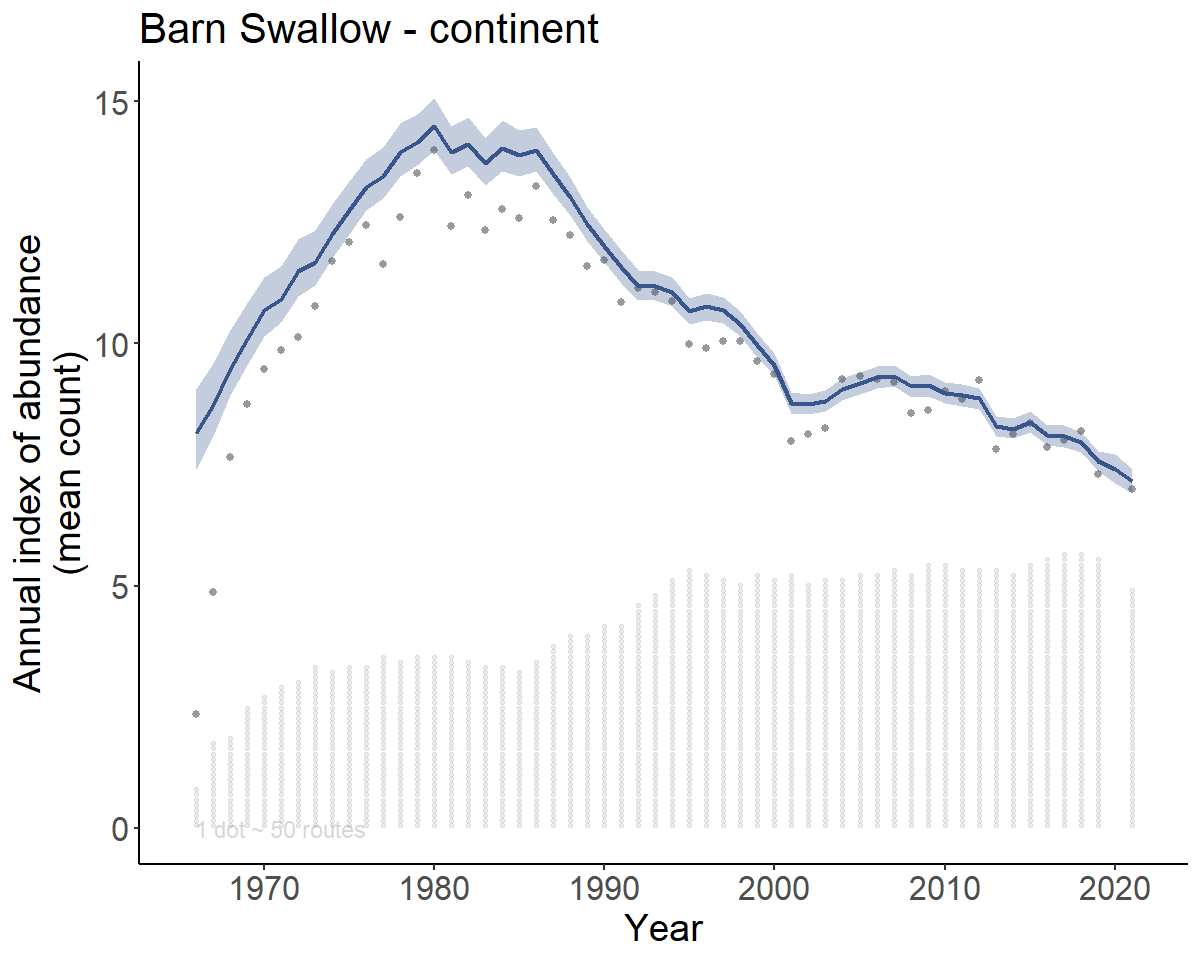 Barn Swallow - continent
Annual index of abundance
(mean count)
15
10
5
0
1 dot ~ 50 routes
1970
1980
1990
2000
2010
2020
Year